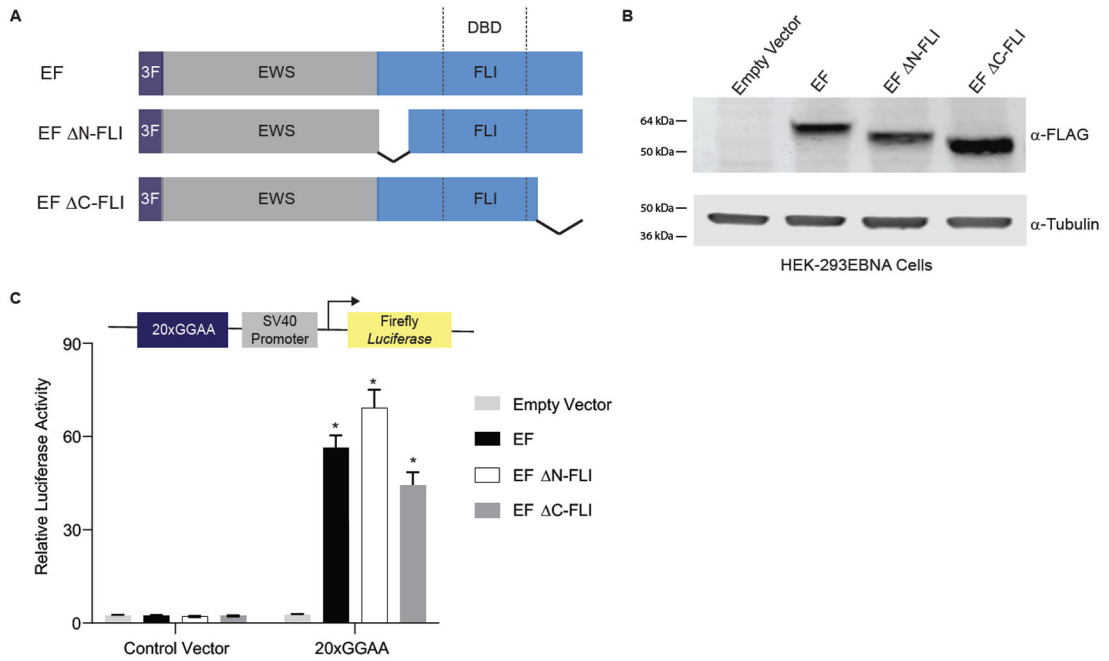 A
DBD
EF
3F
EWS
FLI
EF ΔN-FLI
3F
EWS
FLI
EF ΔC-FLI
3F
EWS
FLI
B
Empty Vector
EF
EF ΔN-FLI
EF ΔC-FLI
64 kDa
50 kDa
α-FLAG
50 kDa
36 kDa
α-Tubulin
HEK-293EBNA Cells
C
20xGGAA
SV40
Promoter
Firefly
Luciferase
Relative Luciferase Activity
90
60
30
0
*
*
*
Control Vector
20xGGAA
Empty Vector
EF
EF ΔN-FLI
EF ΔC-FLI